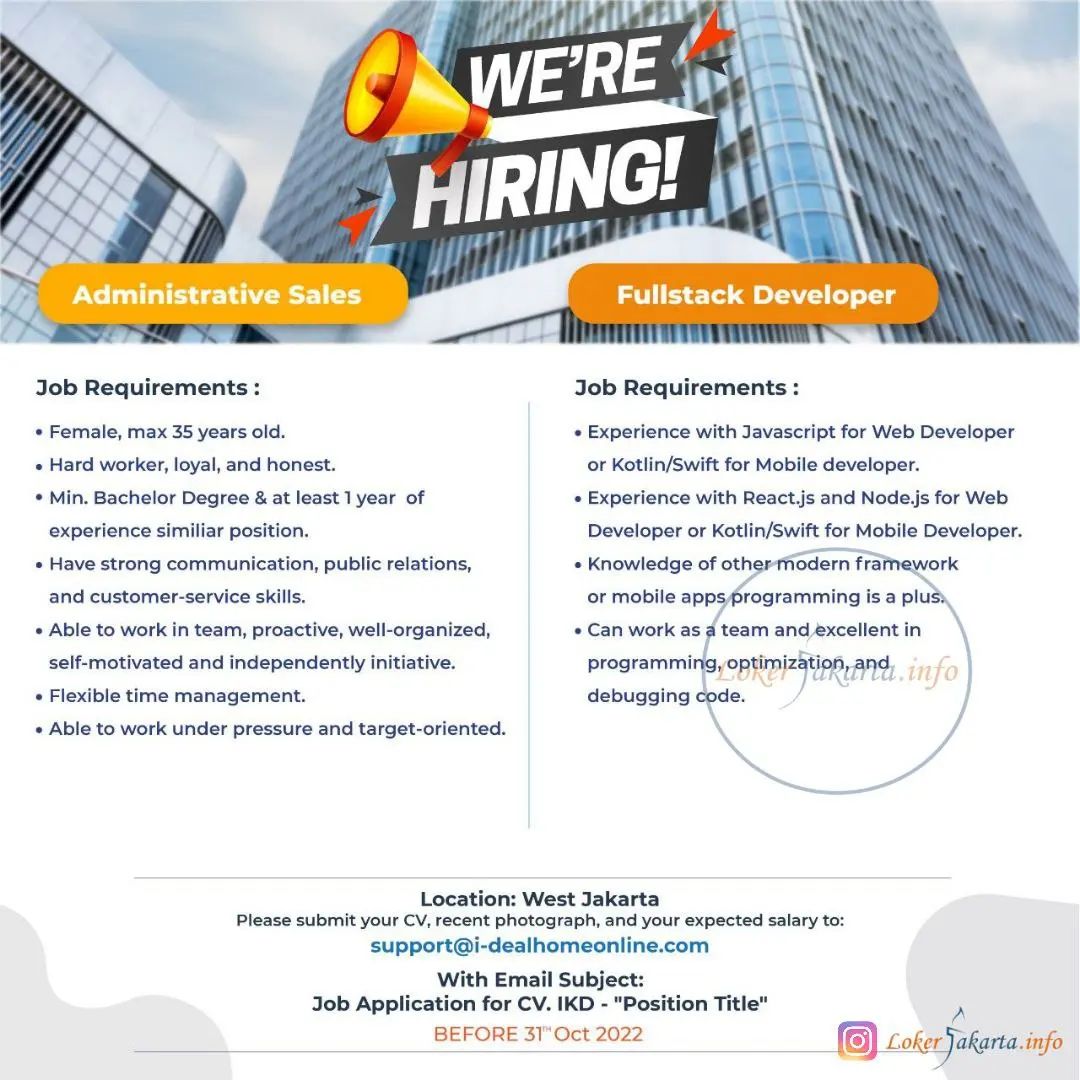 WE'RE
HIRING!
Administrative Sales
Job Requirements :
• Female, max 35 years old.
• Hard worker, loyal, and honest.
• Min. Bachelor Degree & at least 1 year of
experience similiar position.
• Have strong communication, public relations,
and customer-service skills.
• Able to work in team, proactive, well-organized,
self-motivated and independently initiative.
• Flexible time management.
• Able to work under pressure and target-oriented.
Fullstack Developer
Job Requirements :
• Experience with Javascript for Web Developer
or Kotlin/Swift for Mobile developer.
• Experience with React.js and Node.js for Web
Developer or Kotlin/Swift for Mobile Developer.
• Knowledge of other modern framework
or mobile apps programming is a plus.
• Can work as a team and excellent in
programming, optimization, and
debugging code.
Loker Jakarta.info
Location: West Jakarta
Please submit your CV, recent photograph, and your expected salary to:
support@i-dealhomeonline.com
With Email Subject:
Job Application for CV. IKD - "Position Title"
BEFORE 31TH Oct 2022
Loker Jakarta.info